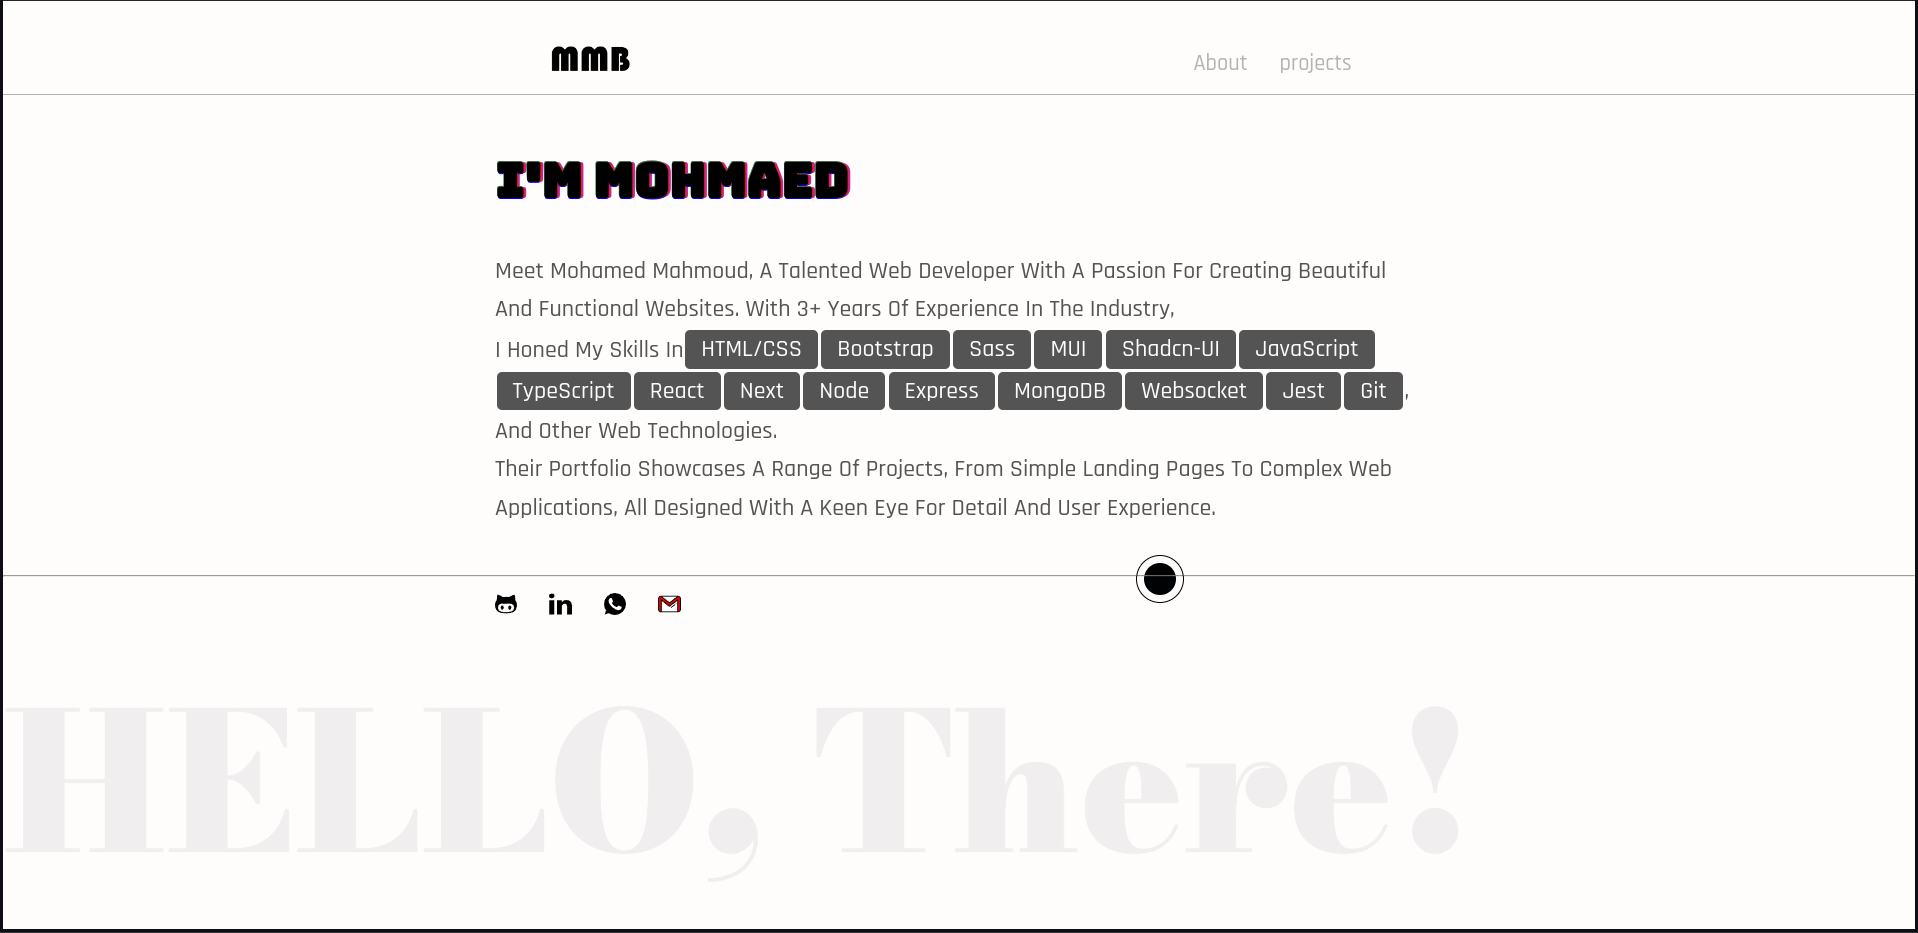 MMB
About projects
I'M MOHMAED
Meet Mohamed Mahmoud, A Talented Web Developer With A Passion For Creating Beautiful
And Functional Websites. With 3+ Years Of Experience In The Industry,
I Honed My Skills In HTML/CSS Bootstrap Sass MUI Shadcn-UI JavaScript
TypeScript React Next Node Express MongoDB Websocket Jest Git ,
And Other Web Technologies.
Their Portfolio Showcases A Range Of Projects, From Simple Landing Pages To Complex Web
Applications, All Designed With A Keen Eye For Detail And User Experience.
in
HELLO, There!